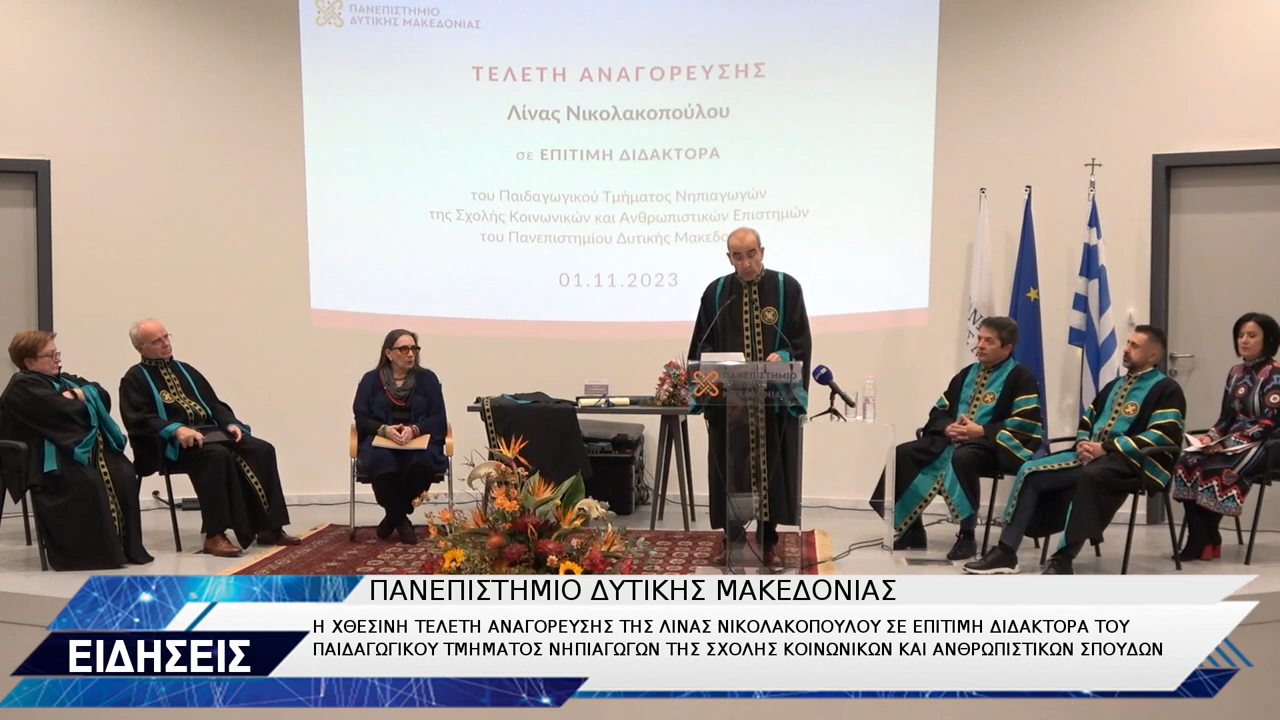 ΠΑΝΕΠΙΣΤΗΜΙΟ
ΔΥΤΙΚΗΣ ΜΑΚΕΔΟΝΙΑΣ
ΤΕΛΕΤΗ ΑΝΑΓΟΡΕΥΣΗΣ
Λίνας Νικολακοπούλου
σε ΕΠΙΤΙΜΗ ΔΙΔΑΚΤΟΡΑ
του Παιδαγωγικού Τμήματος Νηπιαγωγών
της Σχολής Κοινωνικών και Ανθρωπιστικών Επιστημών
του Πανεπιστημίου Δυτικής Μακεδο
01.11.2023
ΠΑΝΕΠΙΣΤΗΜΙΟ
ΠΑΝΕΠΙΣΤΗΜΙΟ ΔΥΤΙΚΗΣ ΜΑΚΕΔΟΝΙΑΣ
Η ΧΘΕΣΙΝΗ ΤΕΛΕΤΗ ΑΝΑΓΟΡΕΥΣΗΣ ΤΗΣ ΛΙΝΑΣ ΝΙΚΟΛΑΚΟΠΟΥΛΟΥ ΣΕ ΕΠΙΤΙΜΗ ΔΙΔΑΚΤΟΡΑ ΤΟΥ
ΠΑΙΔΑΓΩΓΙΚΟΥ ΤΜΗΜΑΤΟΣ ΝΗΠΙΑΓΩΓΩΝ ΤΗΣ ΣΧΟΛΗΣ ΚΟΙΝΩΝΙΚΩΝ ΚΑΙ ΑΝΘΡΩΠΙΣΤΙΚΩΝ ΣΠΟΥΔΩΝ
ΕΙΔΗΣΕΙΣ